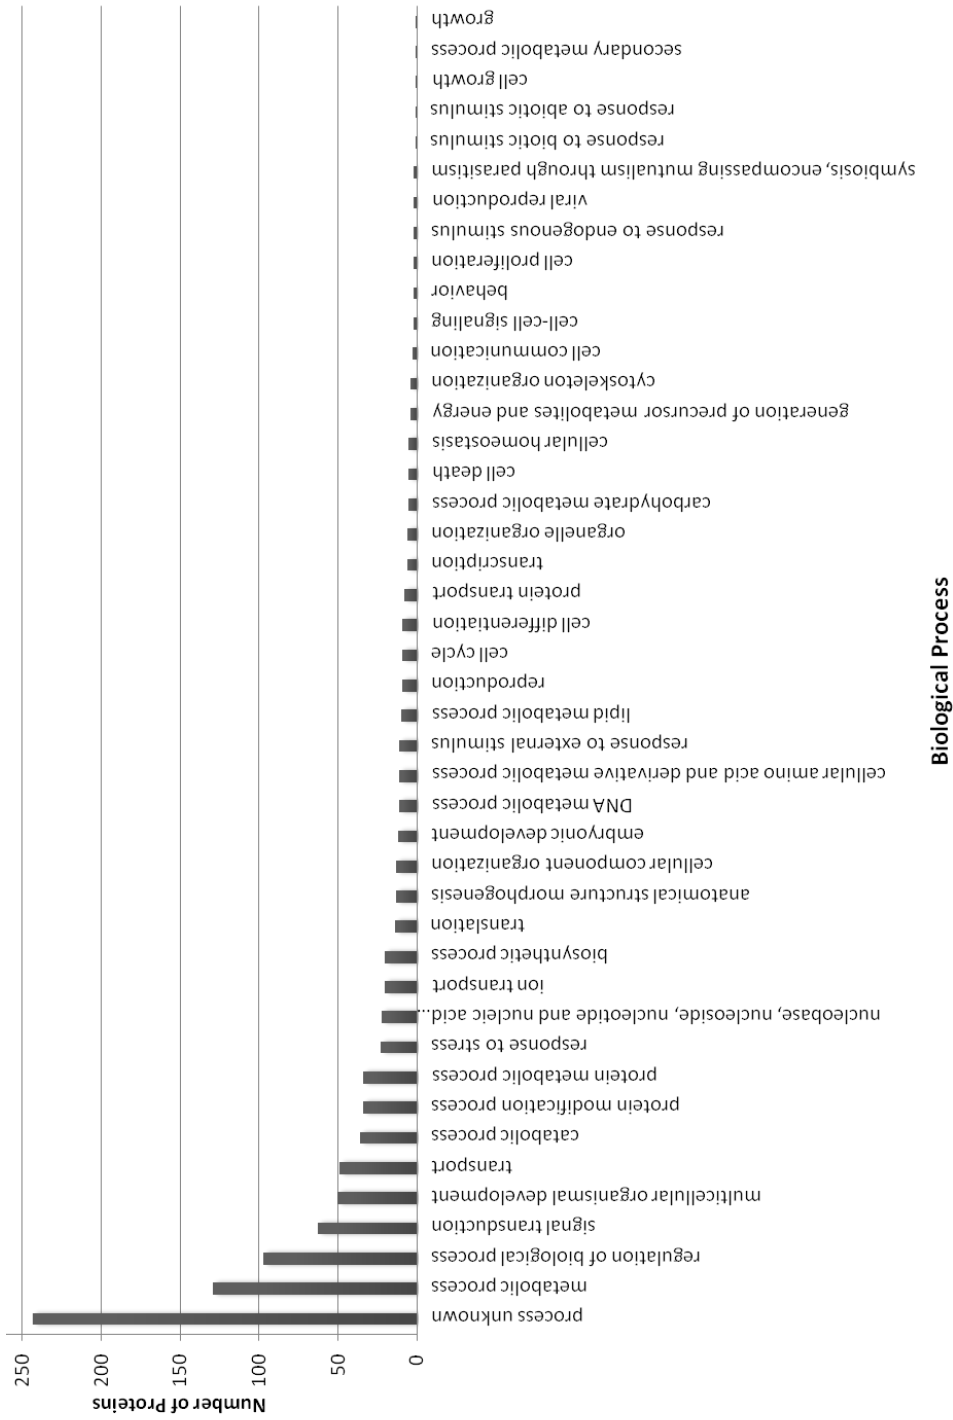 growth
secondary metabolic process
cell growth
response to abiotic stimulus
response to biotic stimulus
symbiosis, encompassing mutualism through parasitism
viral reproduction
response to endogenous stimulus
cell proliferation
behavior
cell-cell signaling
cell communication
cytoskeleton organization
generation of precursor metabolites and energy
cellular homeostasis
cell death
carbohydrate metabolic process
organelle organization
transcription
protein transport
cell differentiation
cell cycle
reproduction
lipid metabolic process
response to external stimulus
cellular amino acid and derivative metabolic process
DNA metabolic process
embryonic development
cellular component organization
anatomical structure morphogenesis
translation
biosynthetic process
ion transport
nucleobase, nucleoside, nucleotide and nucleic acid...
response to stress
protein metabolic process
protein modification process
catabolic process
transport
multicellular organismal development
signal transduction
regulation of biological process
metabolic process
process unknown
Biological Process
250
200
150
100
50
0
Number of Proteins